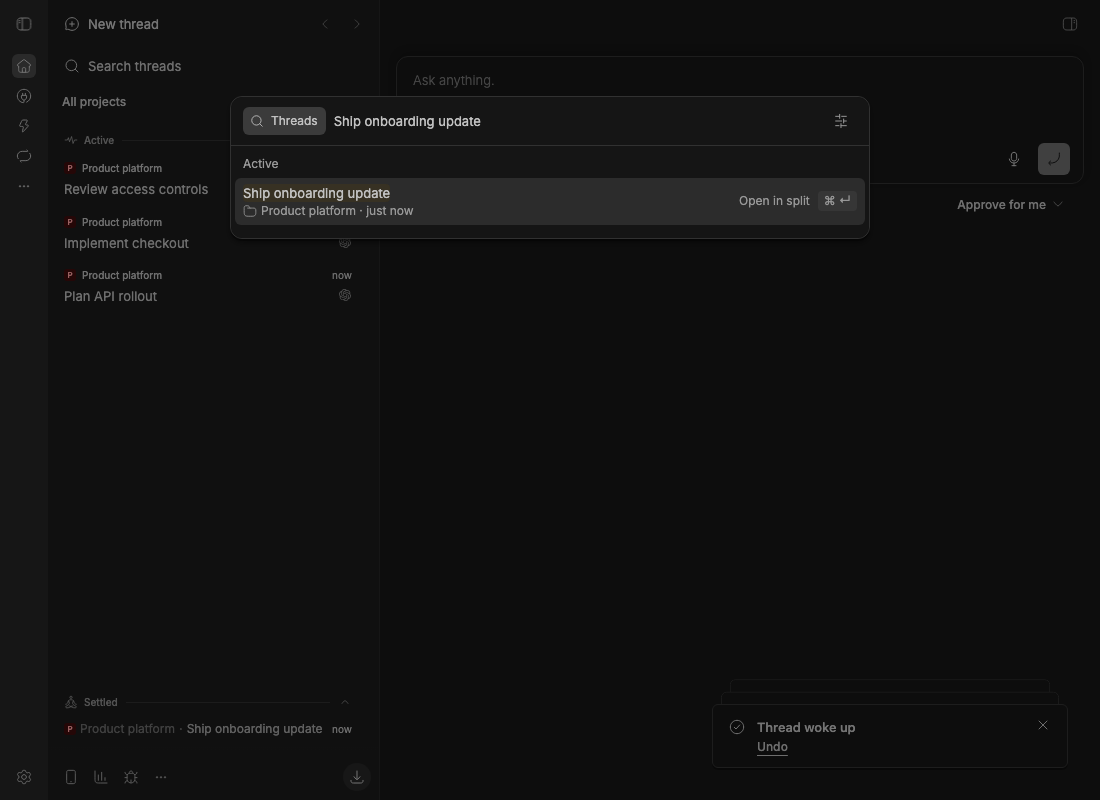 New thread
Search threads
All projects
Active
P Product platform
Review access controls
P Product platform
Implement checkout
P Product platform now
Plan API rollout
Settled
P Product platform · Ship onboarding update now
Ask anything.
Approve for me
Threads Ship onboarding update
Active
Ship onboarding update
Product platform · just now
Open in split ⌘ ↵
Thread woke up
Undo